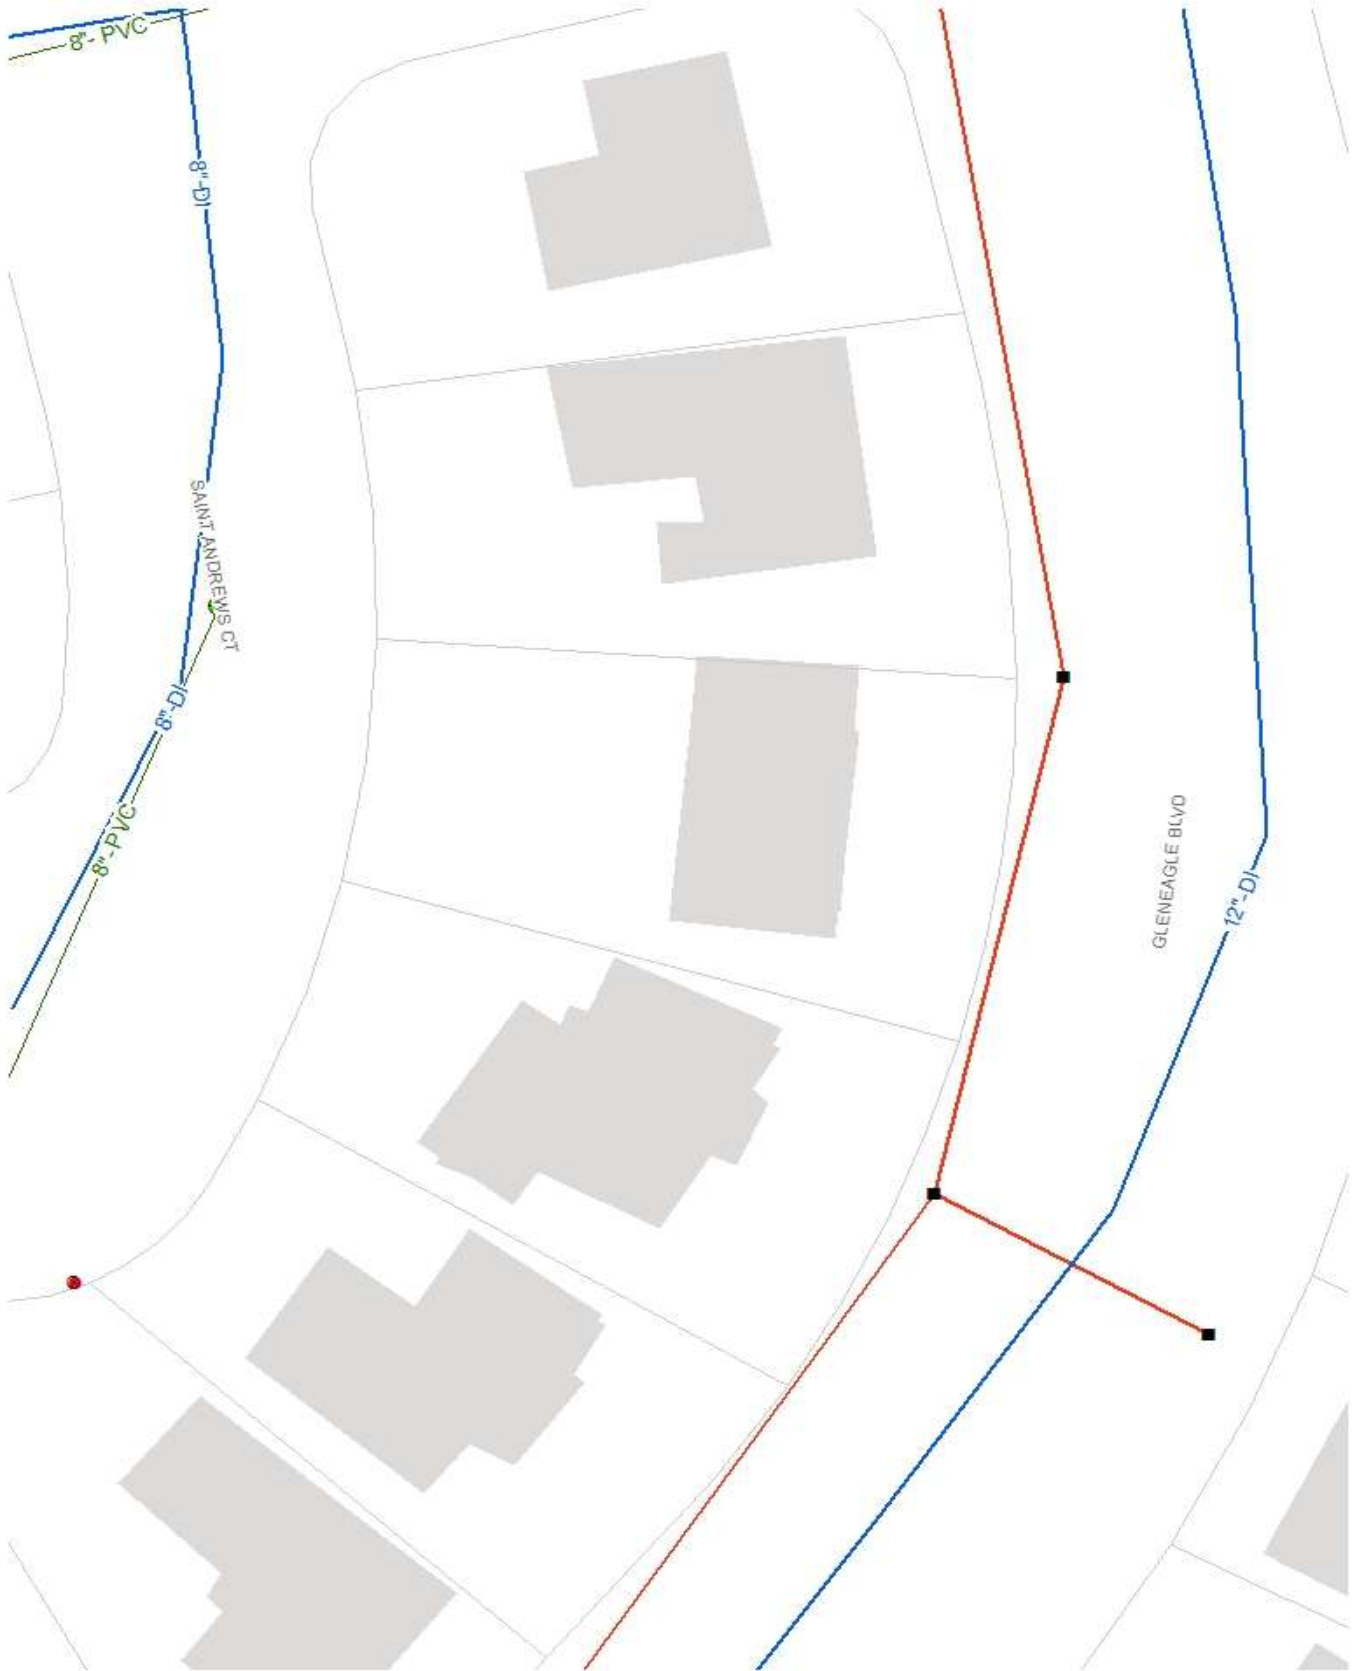 8"- PVC
8"-DI
SAINT ANDREWS CT
8"-DI
8"-PVC
GLENEAGLE BLVD
12"-DI